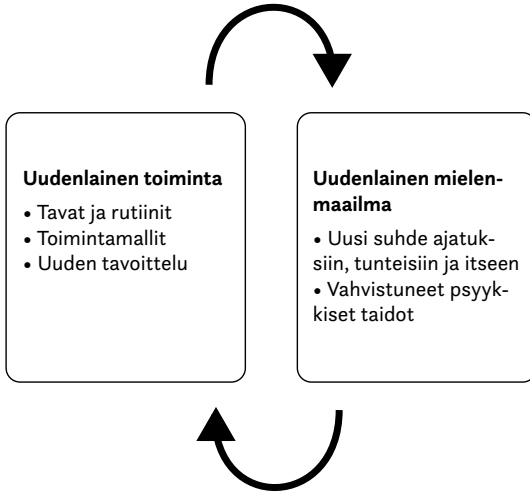 Uudenlainen toiminta
• Tavat ja rutiinit
• Toimintamallit
• Uuden tavoittelu
Uudenlainen mielen-
maailma
• Uusi suhde ajatuk-
siin, tunteisiin ja itseen
• Vahvistuneet psyyk-
kiset taidot